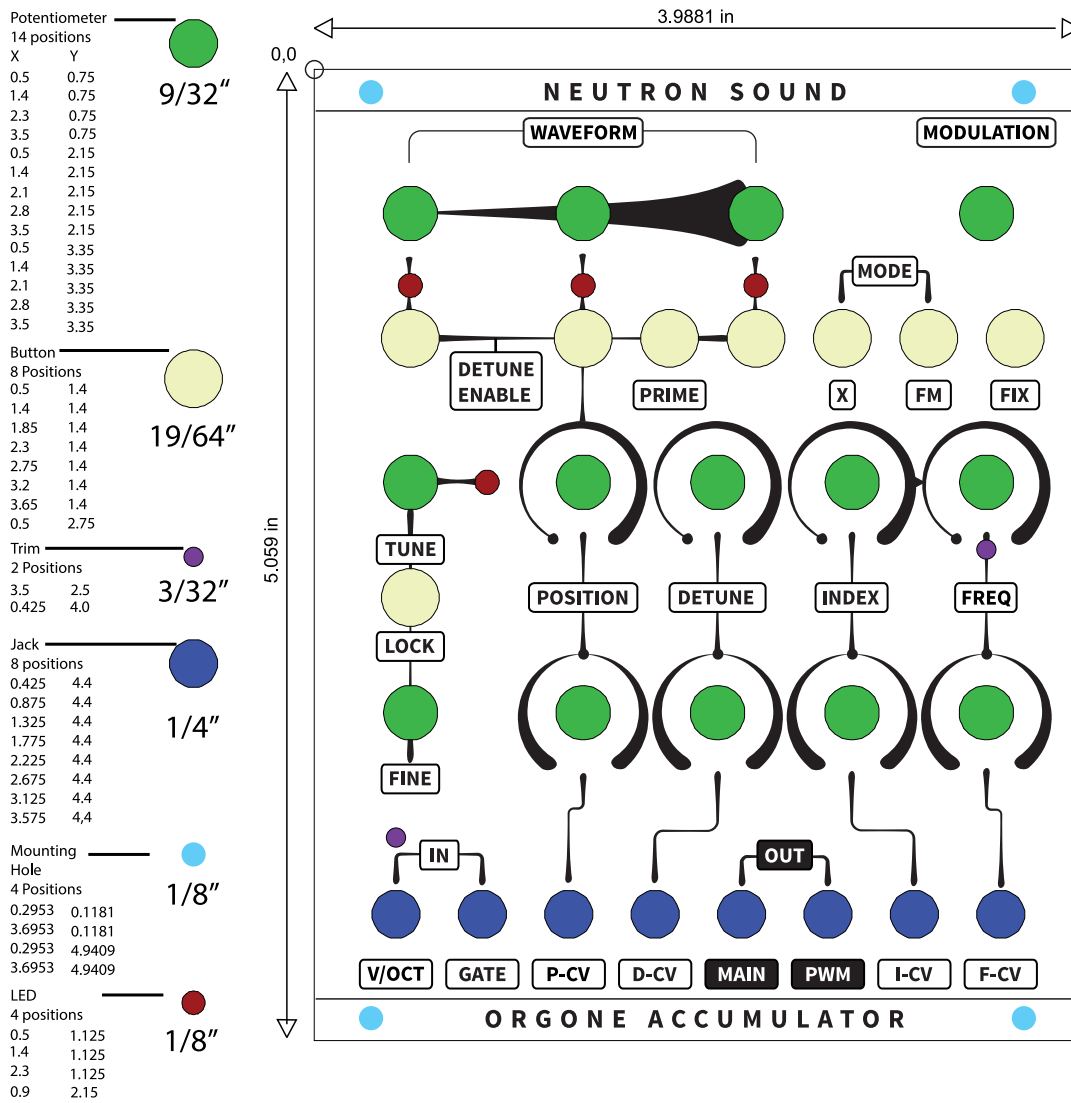 Potentiometer
14 positions
X Y
0.5 0.75
1.4 0.75
2.3 0.75
3.5 0.75
0.5 2.15
1.4 2.15
2.1 2.15
2.8 2.15
3.5 2.15
0.5 3.35
1.4 3.35
2.1 3.35
2.8 3.35
3.5 3.35
9/32“
Button
8 Positions
0.5 1.4
1.4 1.4
1.85 1.4
2.3 1.4
2.75 1.4
3.2 1.4
3.65 1.4
0.5 2.75
19/64”
Trim
2 Positions
3.5 2.5
0.425 4.0
3/32”
Jack
8 positions
0.425 4.4
0.875 4.4
1.325 4.4
1.775 4.4
2.225 4.4
2.675 4.4
3.125 4.4
3.575 4,4
1/4”
Mounting
Hole
4 Positions
0.2953 0.1181
3.6953 0.1181
0.2953 4.9409
3.6953 4.9409
1/8”
LED
4 positions
0.5 1.125
1.4 1.125
2.3 1.125
0.9 2.15
1/8”
3.9881 in
0,0
5.059 in
NEUTRON SOUND
WAVEFORM
MODULATION
MODE
DETUNE
ENABLE
PRIME
X
FM
FIX
TUNE
POSITION
DETUNE
INDEX
FREQ
LOCK
FINE
IN
OUT
V/OCT
GATE
P-CV
D-CV
MAIN
PWM
I-CV
F-CV
ORGONE ACCUMULATOR